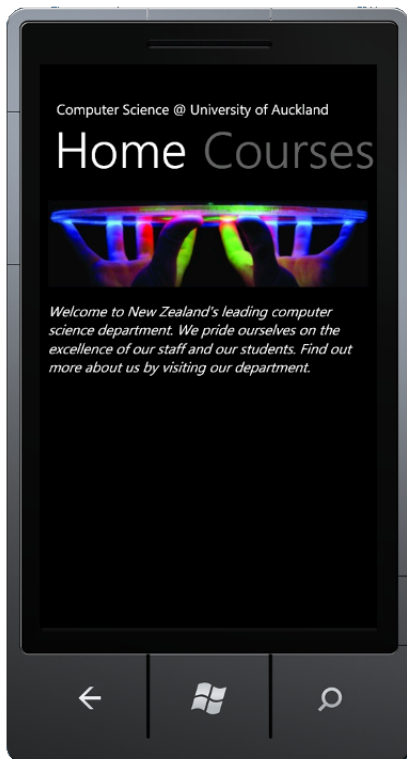 Computer Science @ University of Auckland
Home Courses
Welcome to New Zealand's leading computer
science department. We pride ourselves on the
excellence of our staff and our students. Find out
more about us by visiting our department.